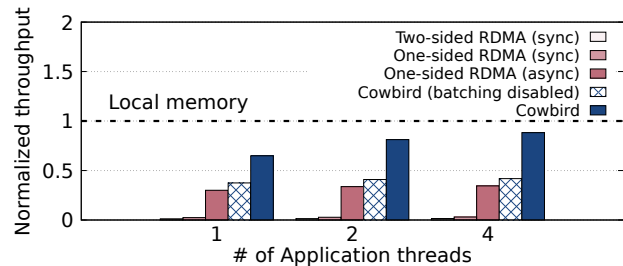 Normalized throughput
2
1.5
1
0.5
0
Two-sided RDMA (sync)
One-sided RDMA (sync)
One-sided RDMA (async)
Cowbird (batching disabled)
Cowbird
Local memory
1 2 4
# of Application threads